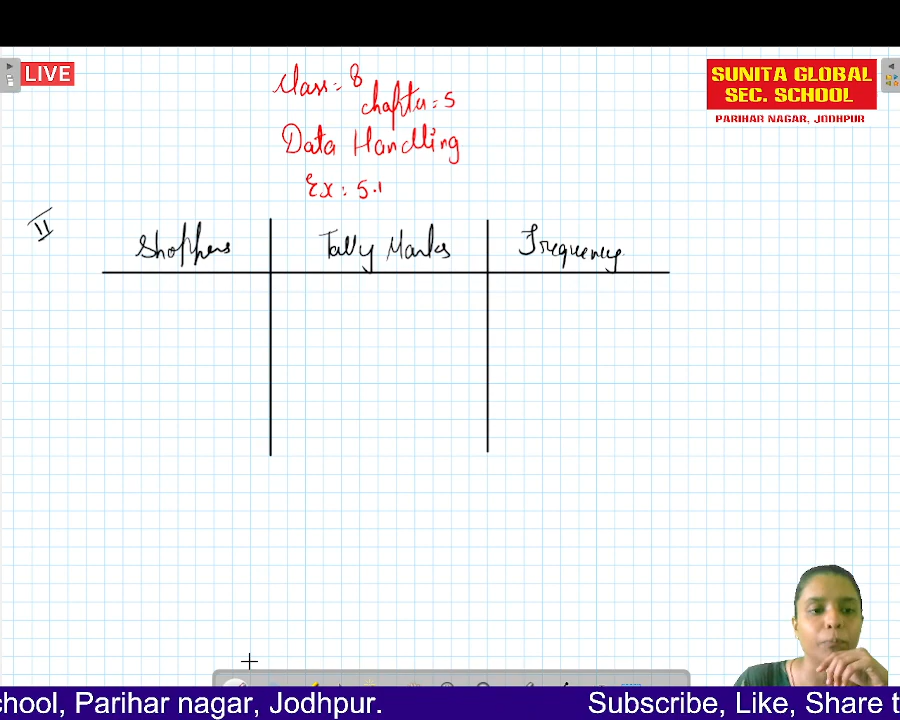 LIVE
SUNITA GLOBAL
SEC. SCHOOL
PARIHAR NAGAR, JODHPUR
Class = 8
Chapter = 5
Data Handling
Ex : 5.1
II
Shoppers Tally Marks Frequency
chool, Parihar nagar, Jodhpur. Subscribe, Like, Share t